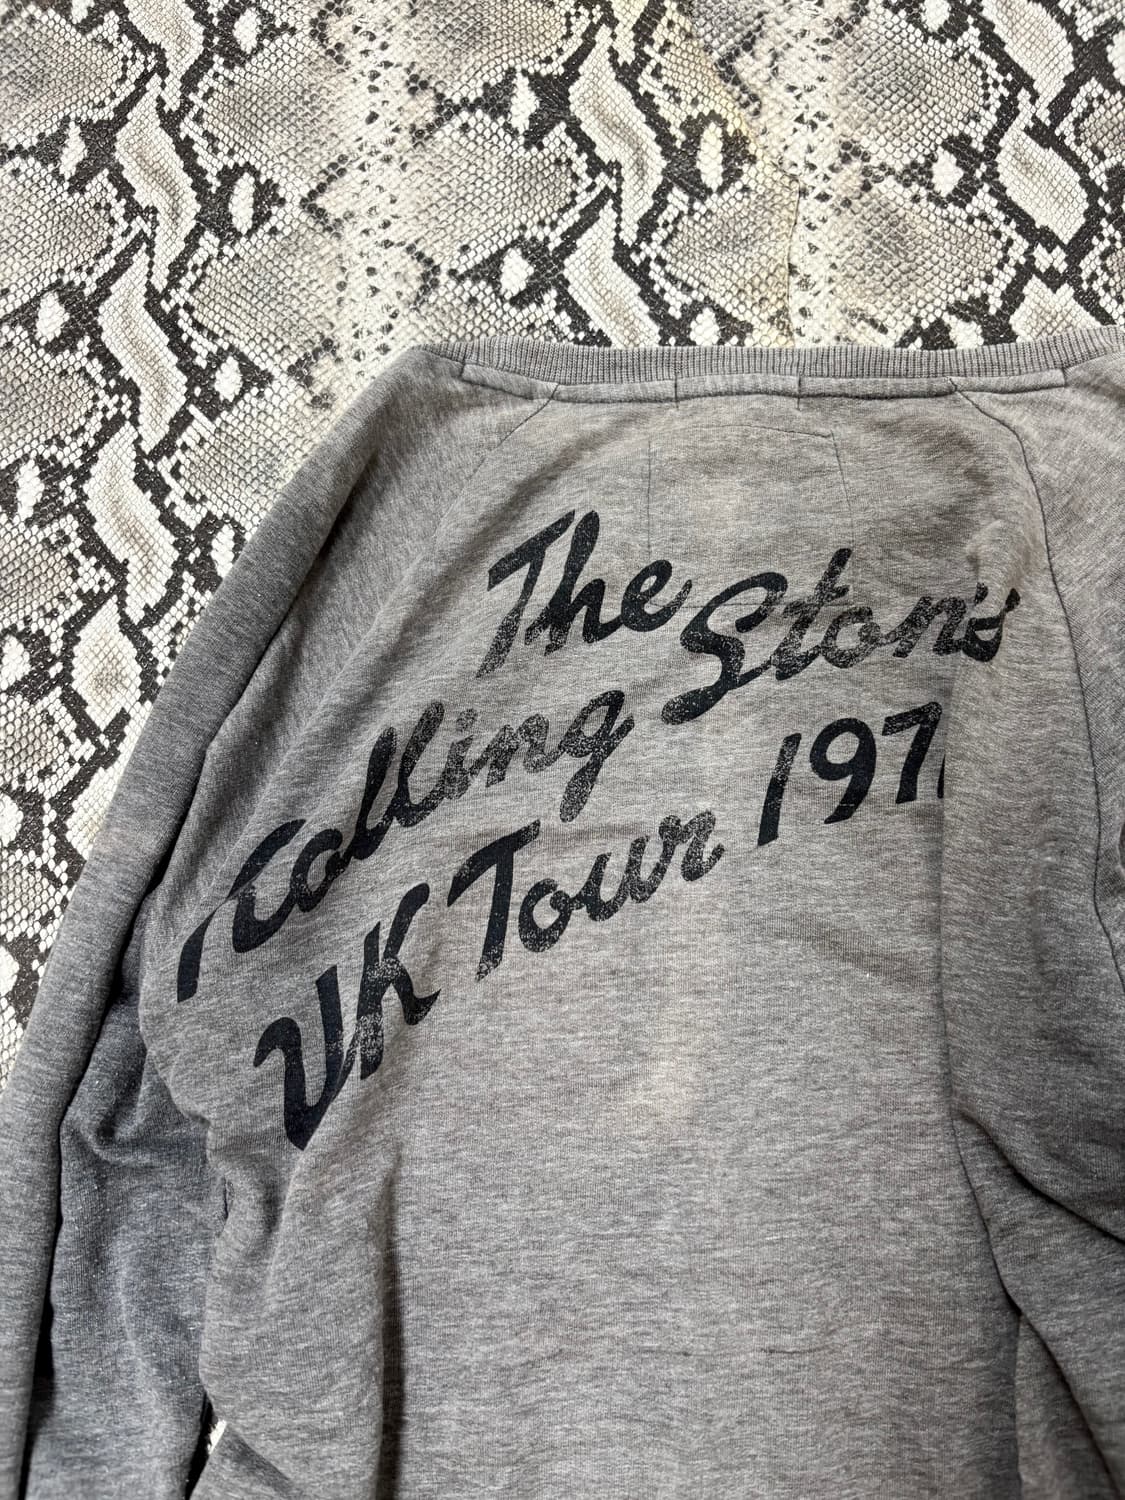 The
Rolling Stones
UK Tour 197